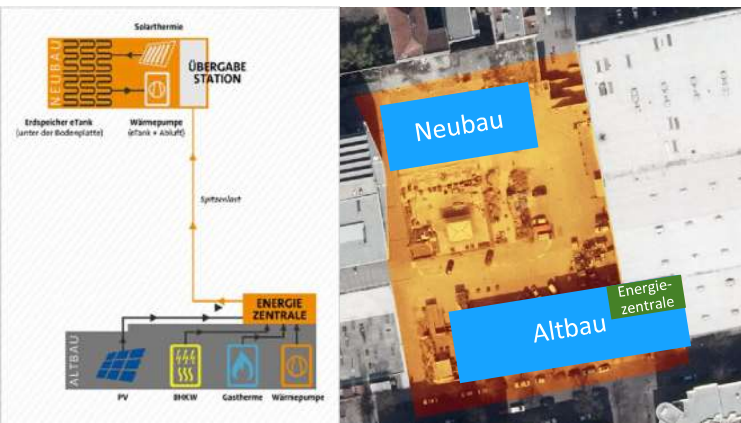 Solarthermie
NEUBAU
ÜBERGABE
STATION
Erdspeicher eTank
(unter der Bodenplatte)
Wärmepumpe
(eTank + Abluft)
Spitzenlast
ENERGIE
ZENTRALE
ALTBAU
PV
BHKW
Gastherme
Wärmepumpe
Neubau
Energie-
zentrale
Altbau